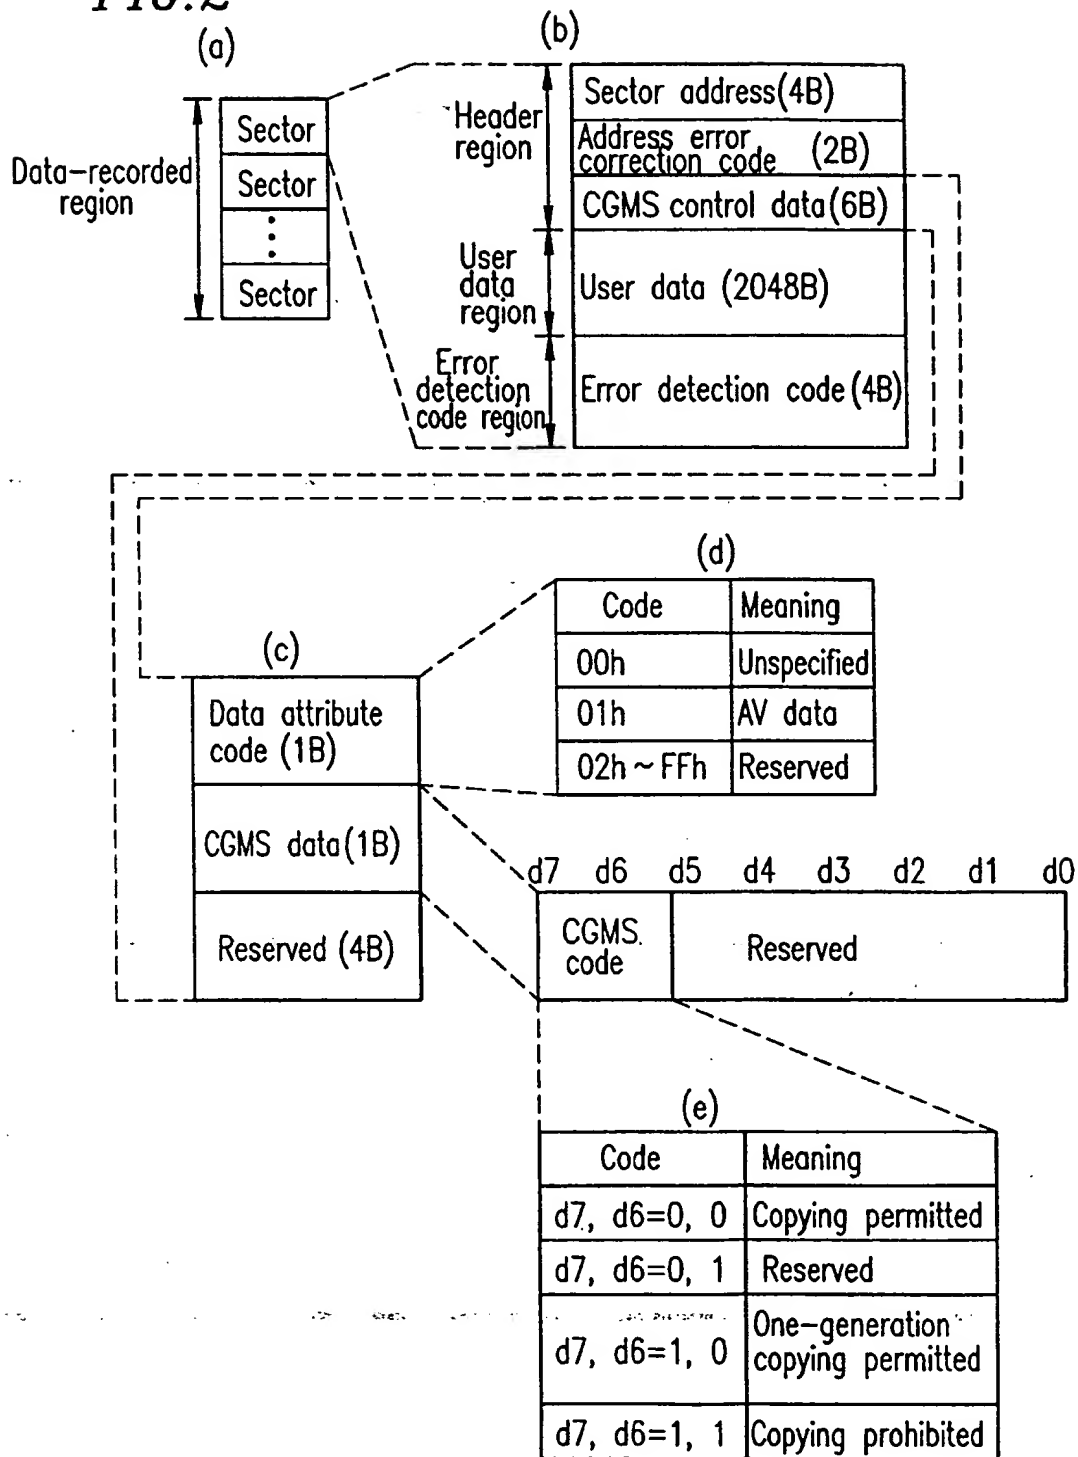 FIG.2
(a)
Data-recorded
region
Sector
Sector
Sector
(b)
Header
region
User
data
region
Error
detection
code region
Sector address(4B)
Address error
correction code (2B)
CGMS control data(6B)
User data (2048B)
Error detection code(4B)
(c)
Data attribute
code (1B)
CGMS data(1B)
Reserved (4B)
(d)
Code Meaning
00h Unspecified
01h AV data
02h~FFh Reserved
d7 d6 d5 d4 d3 d2 d1 d0
CGMS
code
Reserved
(e)
Code Meaning
d7, d6=0, 0 Copying permitted
d7, d6=0, 1 Reserved
d7, d6=1, 0 One-generation
copying permitted
d7, d6=1, 1 Copying prohibited